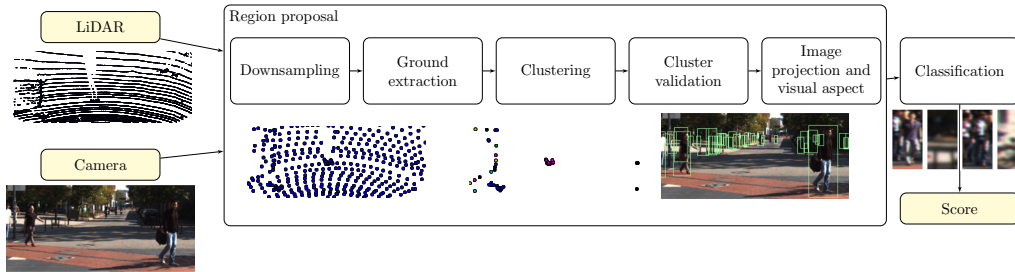 LiDAR
Camera
Region proposal
Downsampling
Ground
extraction
Clustering
Cluster
validation
Image
projection and
visual aspect
Classification
Score